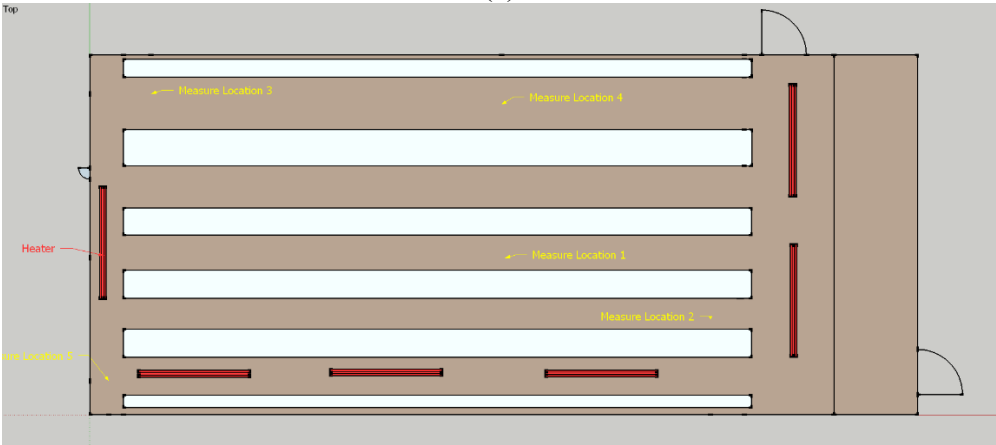 Top
Measure Location 3
Measure Location 4
Heater
Measure Location 1
Measure Location 2
ure Location 5